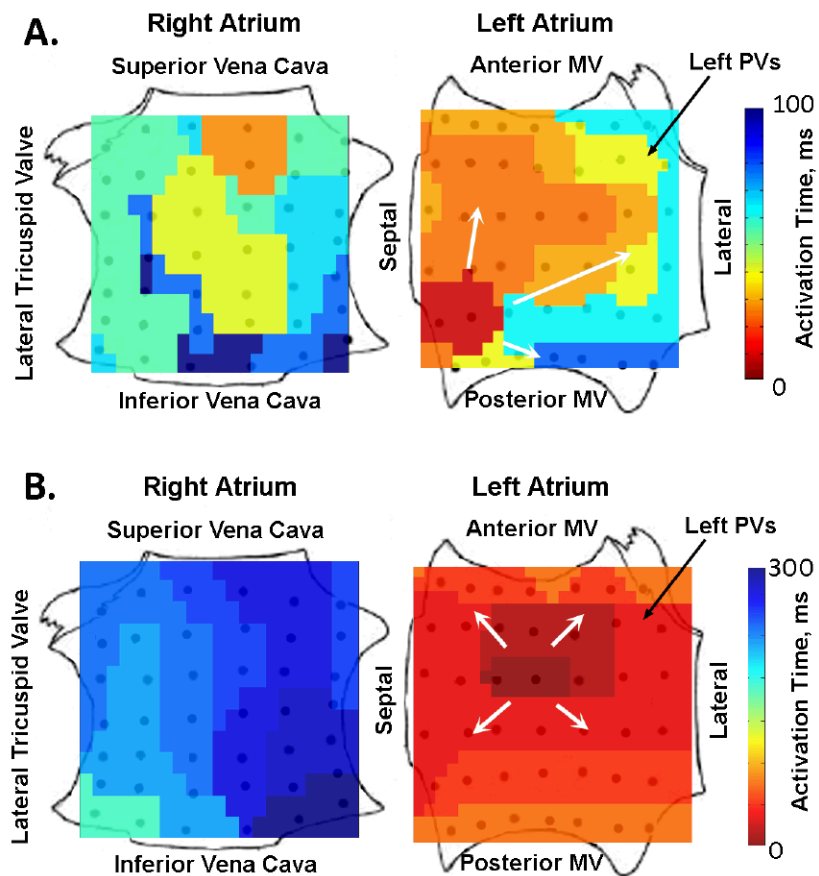 A.
Right Atrium
Left Atrium
Superior Vena Cava
Anterior MV
Left PVs
Lateral Tricuspid Valve
Septal
Lateral
100
Activation Time, ms
0
Inferior Vena Cava
Posterior MV
B.
Right Atrium
Left Atrium
Superior Vena Cava
Anterior MV
Left PVs
Lateral Tricuspid Valve
Septal
Lateral
300
Activation Time, ms
0
Inferior Vena Cava
Posterior MV